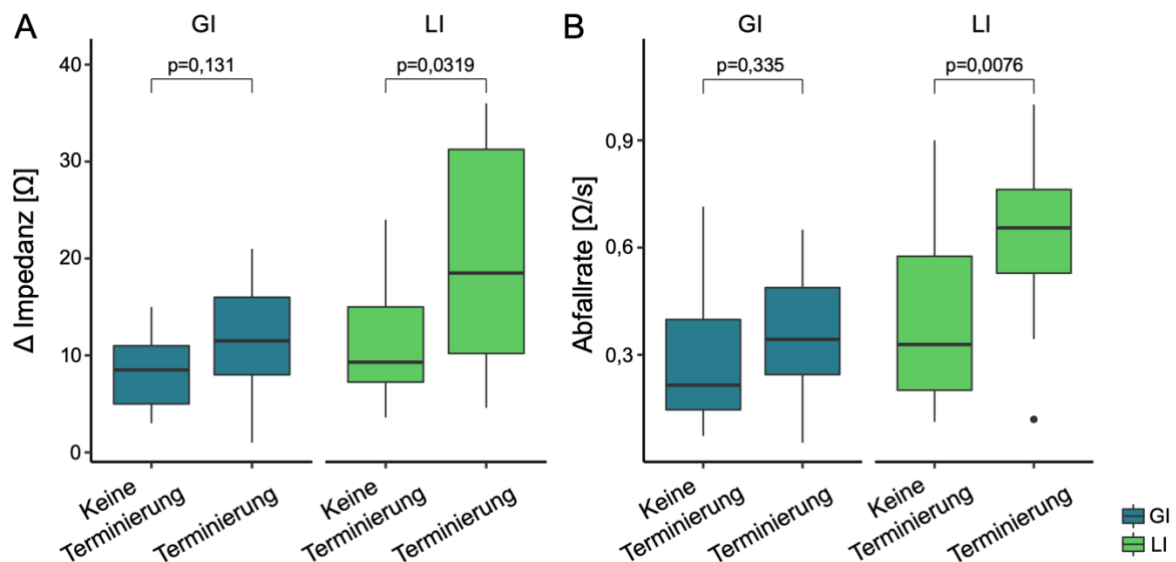 A
GI
LI
p=0,131
p=0,0319
Δ Impedanz [Ω]
40
30
20
10
0
Keine
Terminierung
Terminierung
Keine
Terminierung
Terminierung
B
GI
LI
p=0,335
p=0,0076
Abfallrate [Ω/s]
0,9
0,6
0,3
Keine
Terminierung
Terminierung
Keine
Terminierung
Terminierung
GI
LI